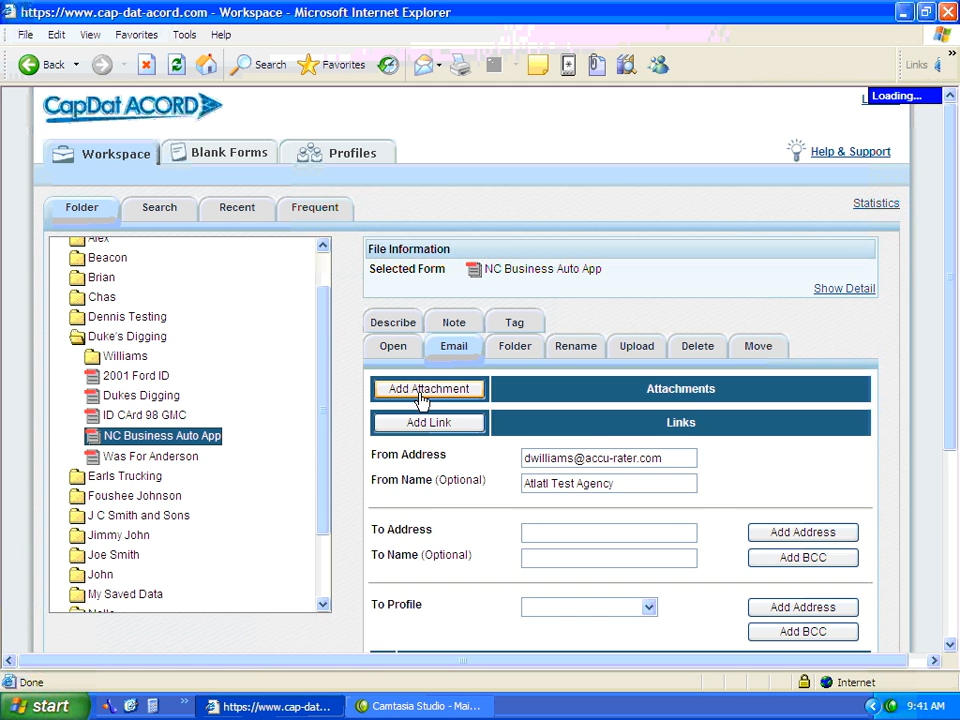 https://www.cap-dat-acord.com - Workspace - Microsoft Internet Explorer
File Edit View Favorites Tools Help
Back Search Favorites Links »
Loading...
CapDat ACORD
Workspace Blank Forms Profiles Help & Support
Folder Search Recent Frequent Statistics
Alex
Beacon
Brian
Chas
Dennis Testing
Duke's Digging
Williams
2001 Ford ID
Dukes Digging
ID CArd 98 GMC
NC Business Auto App
Was For Anderson
Earls Trucking
Foushee Johnson
J C Smith and Sons
Jimmy John
Joe Smith
John
My Saved Data
File Information
Selected Form NC Business Auto App
Show Detail
Describe Note Tag
Open Email Folder Rename Upload Delete Move
Add Attachment Attachments
Add Link Links
From Address dwilliams@accu-rater.com
From Name (Optional) Atlatl Test Agency
To Address Add Address
To Name (Optional) Add BCC
To Profile Add Address
Add BCC
Done Internet
start » https://www.cap-dat... Camtasia Studio - Mai... 9:41 AM